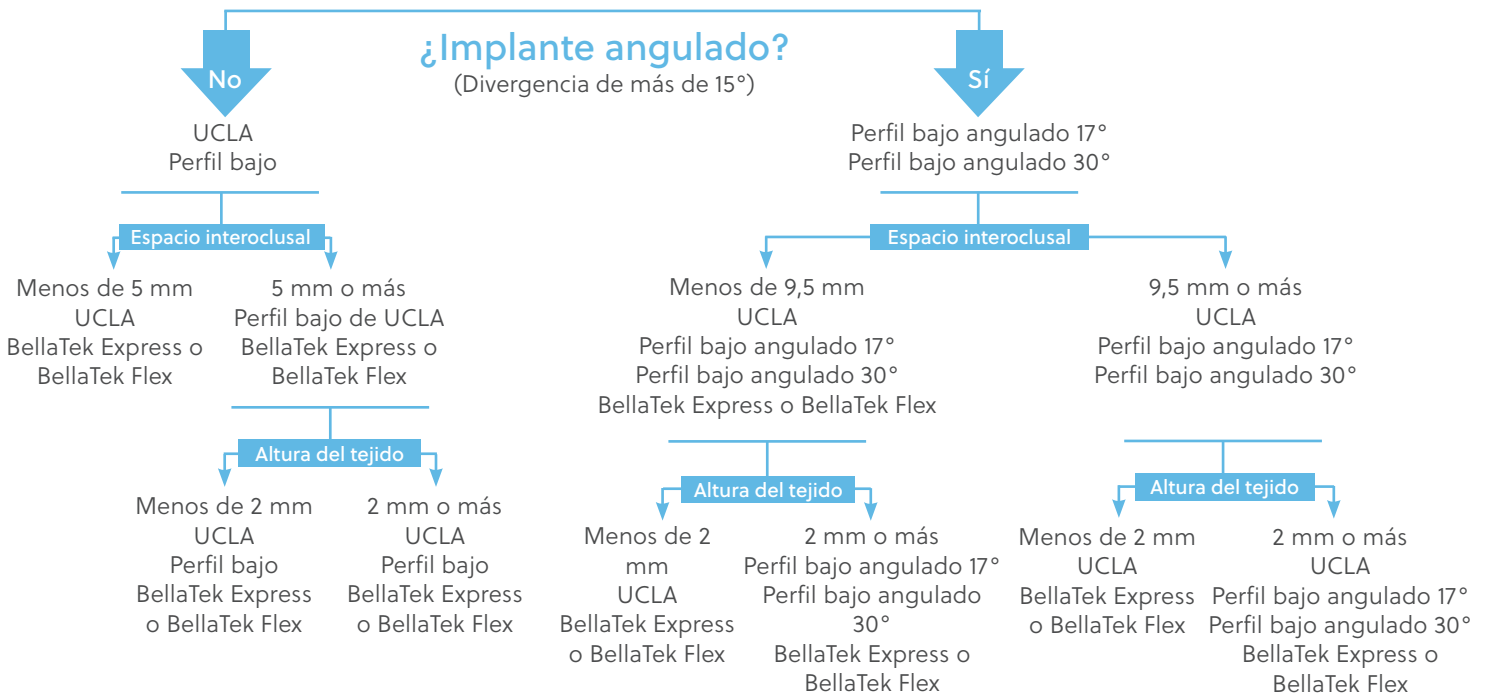 ¿Implante angulado?
(Divergencia de más de 15°)
No
Sí
UCLA
Perfil bajo
Perfil bajo angulado 17°
Perfil bajo angulado 30°
Espacio interoclusal
Espacio interoclusal
Menos de 5 mm
UCLA
BellaTek Express o
BellaTek Flex
5 mm o más
Perfil bajo de UCLA
BellaTek Express o
BellaTek Flex
Menos de 9,5 mm
UCLA
Perfil bajo angulado 17°
Perfil bajo angulado 30°
BellaTek Express o BellaTek Flex
9,5 mm o más
UCLA
Perfil bajo angulado 17°
Perfil bajo angulado 30°
Altura del tejido
Altura del tejido
Altura del tejido
Menos de 2 mm
UCLA
Perfil bajo
BellaTek Express
o BellaTek Flex
2 mm o más
UCLA
Perfil bajo
BellaTek Express
o BellaTek Flex
Menos de 2
mm
UCLA
BellaTek Express
o BellaTek Flex
2 mm o más
Perfil bajo angulado 17°
Perfil bajo angulado
30°
BellaTek Express o
BellaTek Flex
Menos de 2 mm
UCLA
BellaTek Express
o BellaTek Flex
2 mm o más
UCLA
Perfil bajo angulado 17°
Perfil bajo angulado 30°
BellaTek Express o
BellaTek Flex